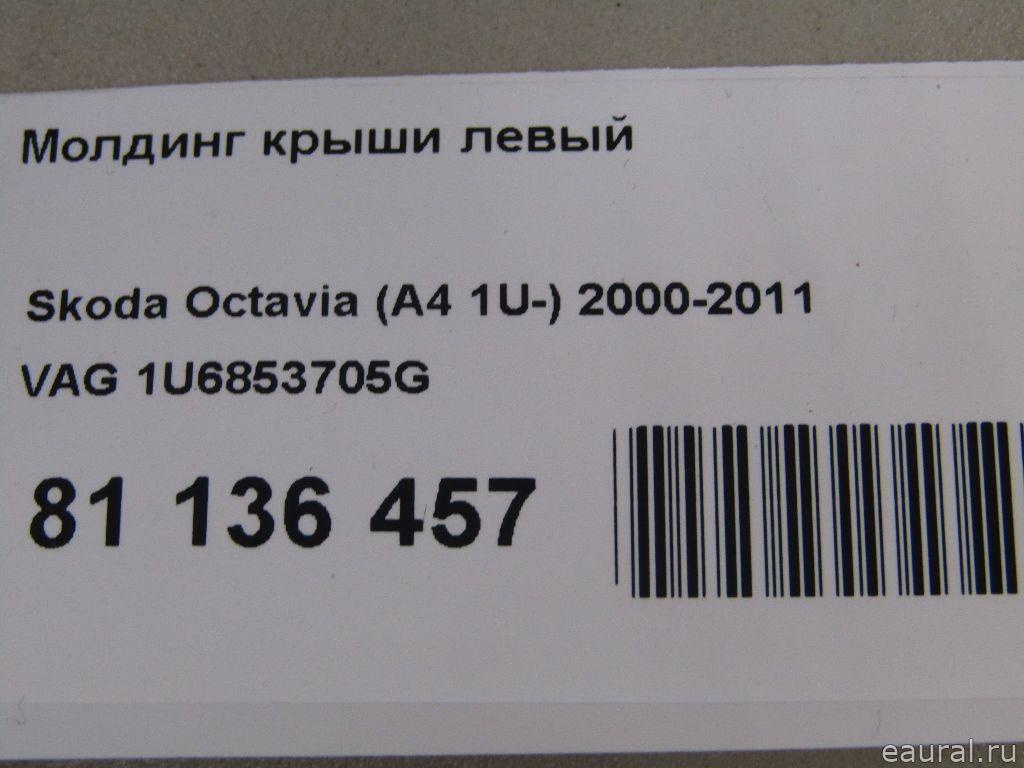 Молдинг крыши левый
Skoda Octavia (A4 1U-) 2000-2011
VAG 1U6853705G
81 136 457
eaural.ru